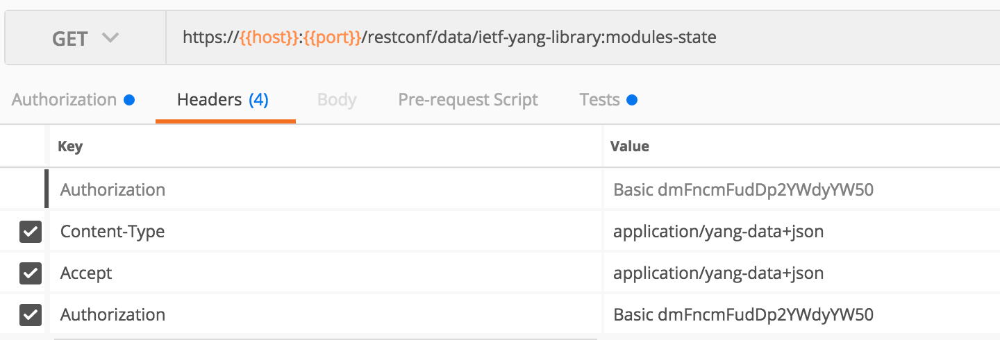 GET https://{{host}}:{{port}}/restconf/data/ietf-yang-library:modules-state
Authorization Headers (4) Body Pre-request Script Tests
Key Value
Authorization Basic dmFncmFudDp2YWdyYW50
Content-Type application/yang-data+json
Accept application/yang-data+json
Authorization Basic dmFncmFudDp2YWdyYW50